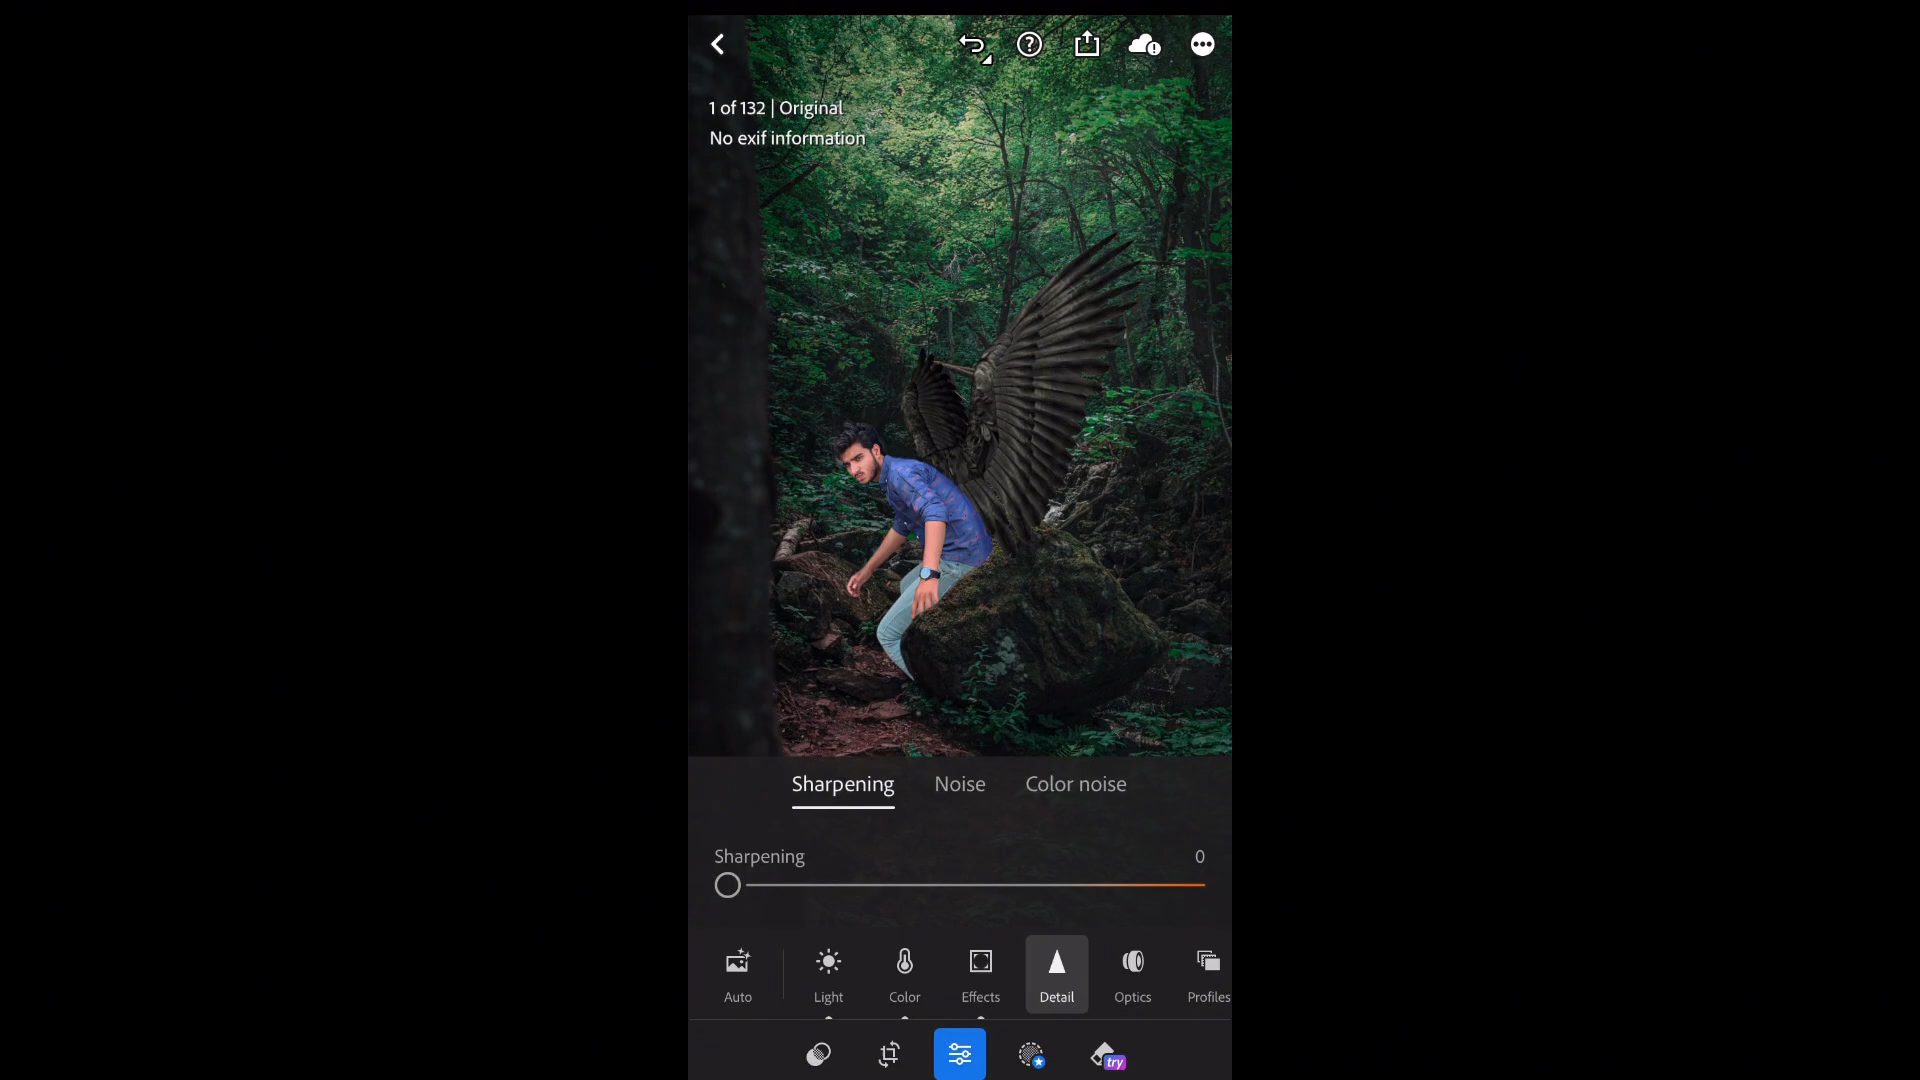 1 of 132 | Original
No exif information
Sharpening Noise Color noise
Sharpening 0
Auto Light Color Effects Detail Optics Profiles
try